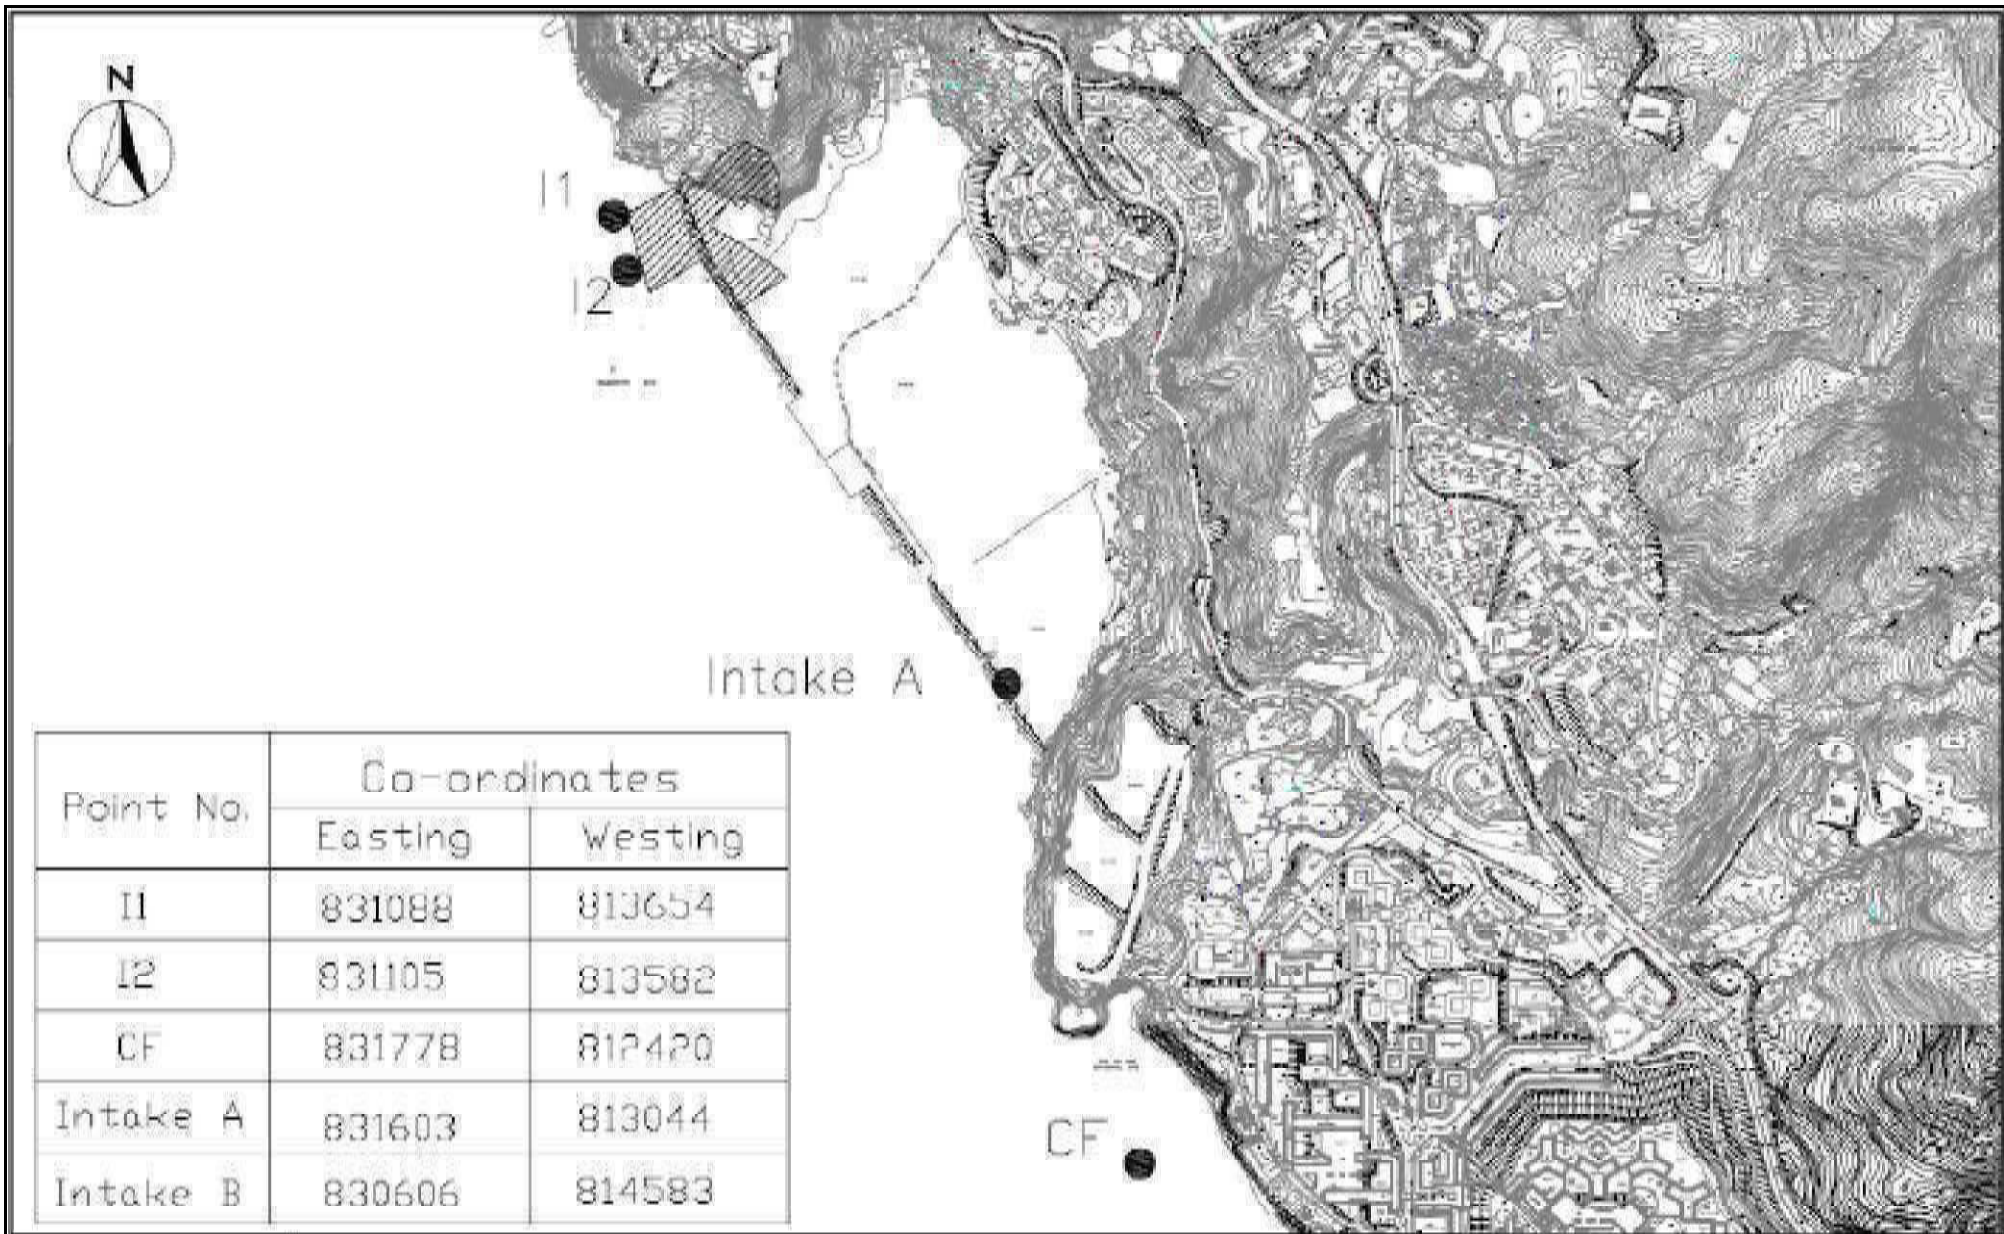 N
I1
I2
Intake A
Point No.
Co-ordinates
Easting Westing
I1 831088 813654
I2 831105 813582
CF 831778 812420
Intake A 831603 813044
Intake B 830606 814583
CF